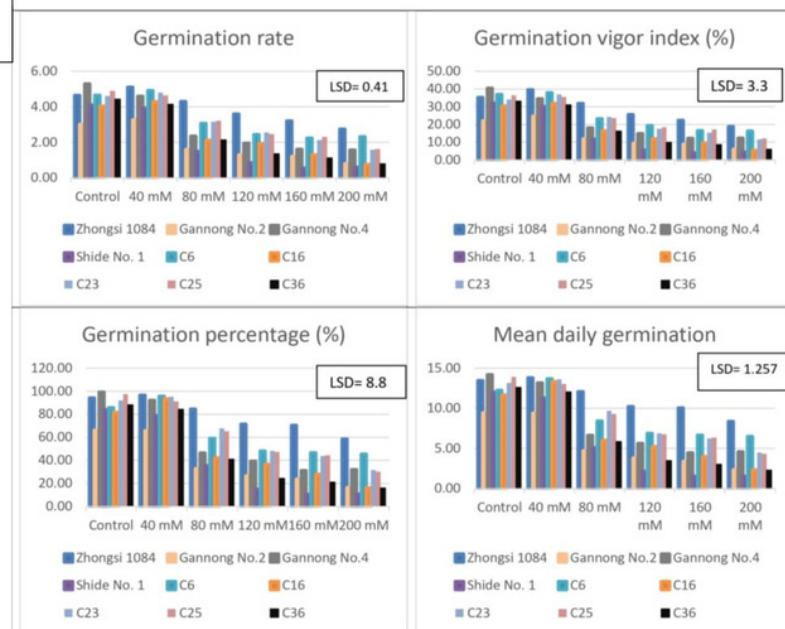 Germination rate
LSD= 0.41
6.00
4.00
2.00
0.00
Control 40 mM 80 mM 120 mM 160 mM 200 mM
Zhongsi 1084 Gannong No.2 Gannong No.4
Shide No. 1 C6 C16
C23 C25 C36
Germination vigor index (%)
LSD= 3.3
50.00
40.00
30.00
20.00
10.00
0.00
Control 40 mM 80 mM 120 160 200
mM mM mM
Zhongsi 1084 Gannong No.2 Gannong No.4
Shide No. 1 C6 C16
C23 C25 C36
Germination percentage (%)
LSD= 8.8
120.00
100.00
80.00
60.00
40.00
20.00
0.00
Control 40 mM 80 mM 120 mM 160 mM 200 mM
Zhongsi 1084 Gannong No.2 Gannong No.4
Shide No. 1 C6 C16
C23 C25 C36
Mean daily germination
LSD= 1.257
15.00
10.00
5.00
0.00
Control 40 mM 80 mM 120 160 200
mM mM mM
Zhongsi 1084 Gannong No.2 Gannong No.4
Shide No. 1 C6 C16
C23 C25 C36